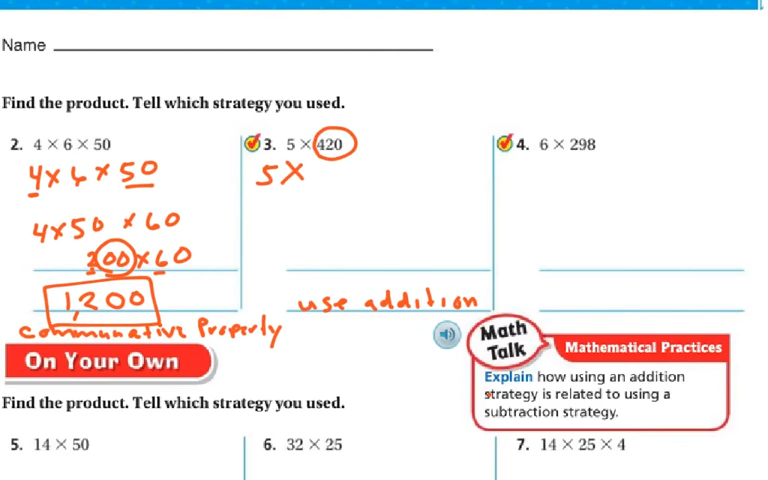 Name
Find the product. Tell which strategy you used.
2. 4 × 6 × 50
3. 5 × 420
4. 6 × 298
4 × 6 × 50
5 ×
4 × 50 × 60
200 × 60
1,200
use addition
communative Property
Math Talk
Mathematical Practices
Explain how using an addition
strategy is related to using a
subtraction strategy.
On Your Own
Find the product. Tell which strategy you used.
5. 14 × 50
6. 32 × 25
7. 14 × 25 × 4